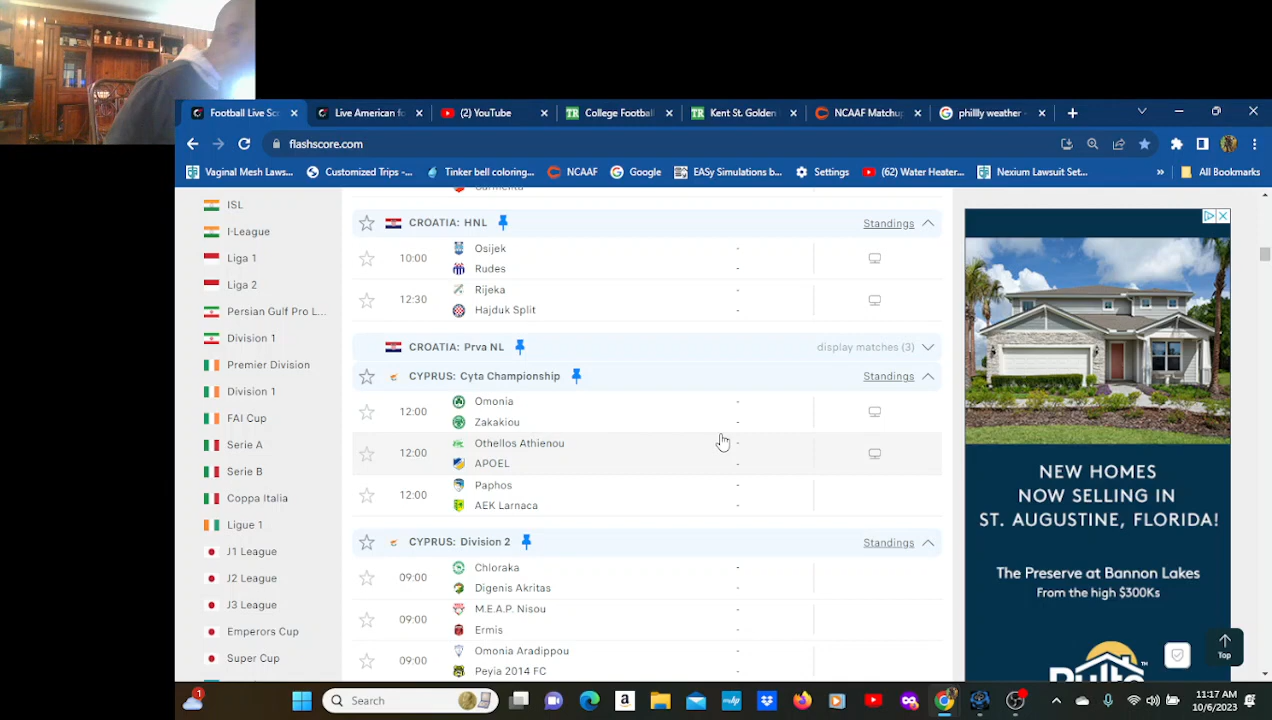 Football Live Sc
Live American fo
(2) YouTube
College Footbal
Kent St. Golden
NCAAF Matchup
phillly weather -
flashscore.com
Vaginal Mesh Laws...
Customized Trips -...
Tinker bell coloring...
NCAAF
Google
EASy Simulations b...
Settings
(62) Water Heater...
Nexium Lawsuit Set...
»
All Bookmarks
ISL
I-League
Liga 1
Liga 2
Persian Gulf Pro L...
Division 1
Premier Division
Division 1
FAI Cup
Serie A
Serie B
Coppa Italia
Ligue 1
J1 League
J2 League
J3 League
Emperors Cup
Super Cup
Carmelita
CROATIA: HNL Standings
10:00 Osijek -
Rudes -
12:30 Rijeka -
Hajduk Split -
CROATIA: Prva NL display matches (3)
CYPRUS: Cyta Championship Standings
12:00 Omonia -
Zakakiou -
12:00 Othellos Athienou -
APOEL -
12:00 Paphos -
AEK Larnaca -
CYPRUS: Division 2 Standings
09:00 Chloraka -
Digenis Akritas -
09:00 M.E.A.P. Nisou -
Ermis -
09:00 Omonia Aradippou -
Peyia 2014 FC -
NEW HOMES
NOW SELLING IN
ST. AUGUSTINE, FLORIDA!
The Preserve at Bannon Lakes
From the high $300Ks
Pulte
Top
1
Search
11:17 AM
10/6/2023